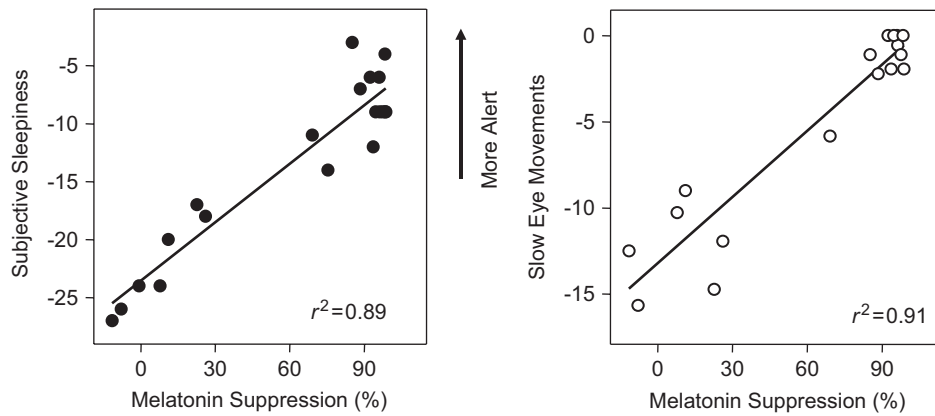 Subjective Sleepiness
-5
-10
-15
-20
-25
r²=0.89
0
30
60
90
Melatonin Suppression (%)
More Alert
Slow Eye Movements
0
-5
-10
-15
r²=0.91
0
30
60
90
Melatonin Suppression (%)